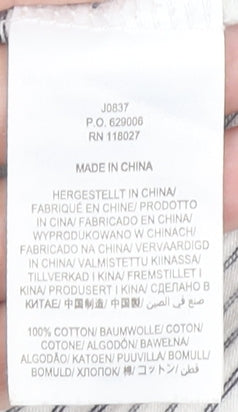 J0837
P.O. 629006
RN 118027
MADE IN CHINA
HERGESTELLT IN CHINA/
FABRIQUÉ EN CHINE/ PRODOTTO
IN CINA/ FABRICADO EN CHINA/
WYPRODUKOWANO W CHINACH/
FABRICADO NA CHINA/ VERVAARDIGD
IN CHINA/ VALMISTETTU KIINASSA/
TILLVERKAD I KINA/ FREMSTILLET I
KINA/ PRODUSERT I KINA/ СДЕЛАНО В
КИТАЕ/ 中国制造/ 中国製/ صنع في الصين/
100% COTTON/ BAUMWOLLE/ COTON/
COTONE/ ALGODÓN/ BAWEŁNA/
ALGODÃO/ KATOEN/ PUUVILLA/ BOMULL/
BOMULD/ ХЛОПОК/ 棉/ コットン/ قطن/